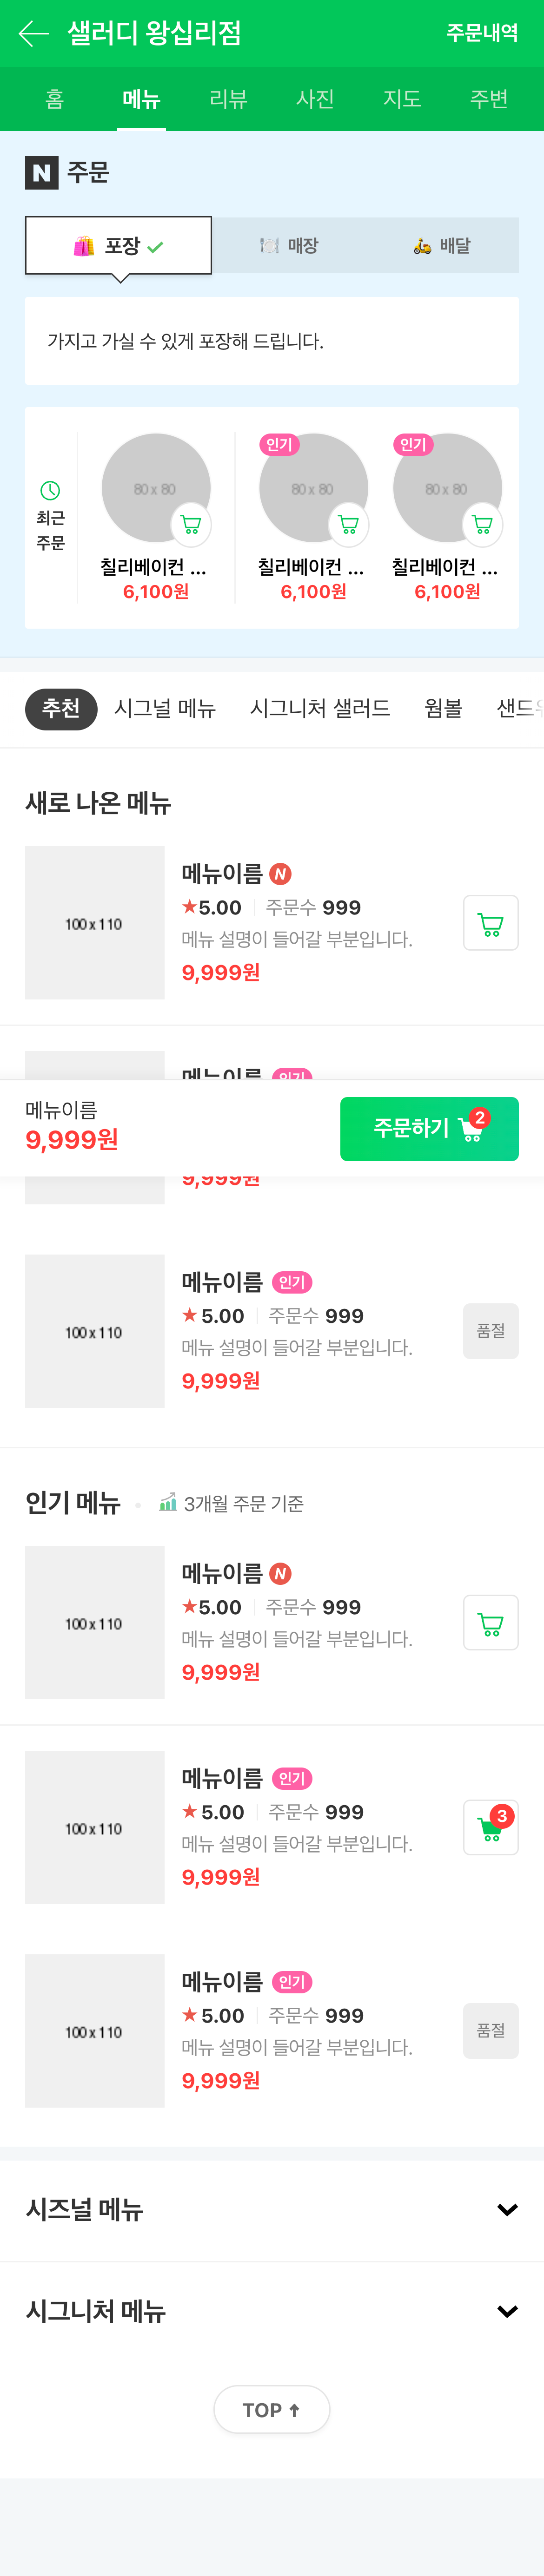 샐러디 왕십리점
주문내역
홈 메뉴 리뷰 사진 지도 주변
N 주문
포장 매장 배달
가지고 가실 수 있게 포장해 드립니다.
최근
주문
80 x 80
칠리베이컨 ...
6,100원
인기
80 x 80
칠리베이컨 ...
6,100원
인기
80 x 80
칠리베이컨 ...
6,100원
추천 시그널 메뉴 시그니처 샐러드 웜볼 샌드
새로 나온 메뉴
100 x 110
메뉴이름 N
★5.00 주문수 999
메뉴 설명이 들어갈 부분입니다.
9,999원
메뉴이름 인기
메뉴이름
9,999원
주문하기 2
9,999원
100 x 110
메뉴이름 인기
★ 5.00 주문수 999
메뉴 설명이 들어갈 부분입니다.
9,999원
품절
인기 메뉴 3개월 주문 기준
100 x 110
메뉴이름 N
★5.00 주문수 999
메뉴 설명이 들어갈 부분입니다.
9,999원
100 x 110
메뉴이름 인기
★ 5.00 주문수 999
메뉴 설명이 들어갈 부분입니다.
9,999원
3
100 x 110
메뉴이름 인기
★ 5.00 주문수 999
메뉴 설명이 들어갈 부분입니다.
9,999원
품절
시즈널 메뉴
시그니처 메뉴
TOP ↑